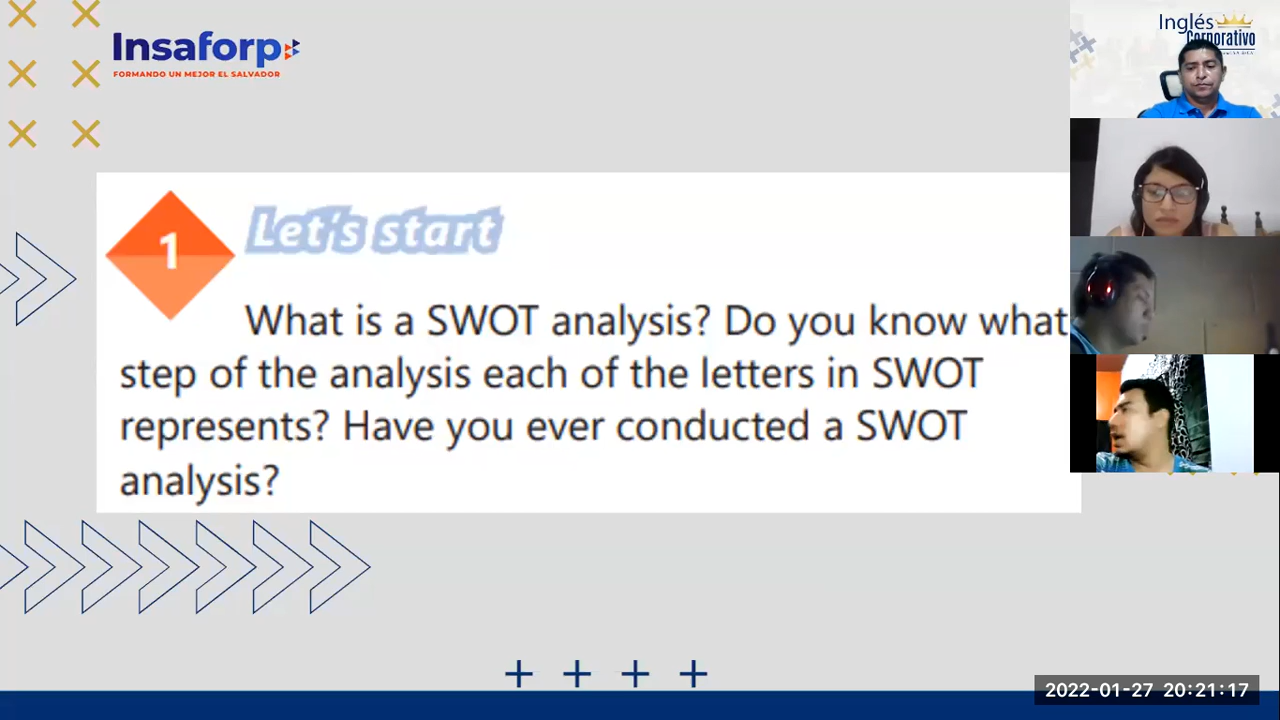 Insaforp
FORMANDO UN MEJOR EL SALVADOR
Inglés
Corporativo
1
Let's start
What is a SWOT analysis? Do you know what
step of the analysis each of the letters in SWOT
represents? Have you ever conducted a SWOT
analysis?
2022-01-27 20:21:17